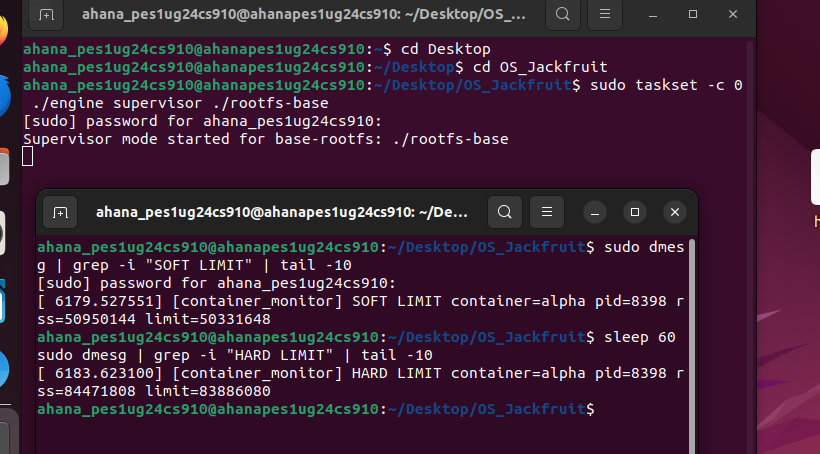 ahana_pes1ug24cs910@ahanapes1ug24cs910: ~/Desktop/OS_...
ahana_pes1ug24cs910@ahanapes1ug24cs910:~$ cd Desktop
ahana_pes1ug24cs910@ahanapes1ug24cs910:~/Desktop$ cd OS_Jackfruit
ahana_pes1ug24cs910@ahanapes1ug24cs910:~/Desktop/OS_Jackfruit$ sudo taskset -c 0
./engine supervisor ./rootfs-base
[sudo] password for ahana_pes1ug24cs910:
Supervisor mode started for base-rootfs: ./rootfs-base
ahana_pes1ug24cs910@ahanapes1ug24cs910: ~/De...
ahana_pes1ug24cs910@ahanapes1ug24cs910:~/Desktop/OS_Jackfruit$ sudo dmes
g | grep -i "SOFT LIMIT" | tail -10
[sudo] password for ahana_pes1ug24cs910:
[ 6179.527551] [container_monitor] SOFT LIMIT container=alpha pid=8398 r
ss=50950144 limit=50331648
ahana_pes1ug24cs910@ahanapes1ug24cs910:~/Desktop/OS_Jackfruit$ sleep 60
sudo dmesg | grep -i "HARD LIMIT" | tail -10
[ 6183.623100] [container_monitor] HARD LIMIT container=alpha pid=8398 r
ss=84471808 limit=83886080
ahana_pes1ug24cs910@ahanapes1ug24cs910:~/Desktop/OS_Jackfruit$